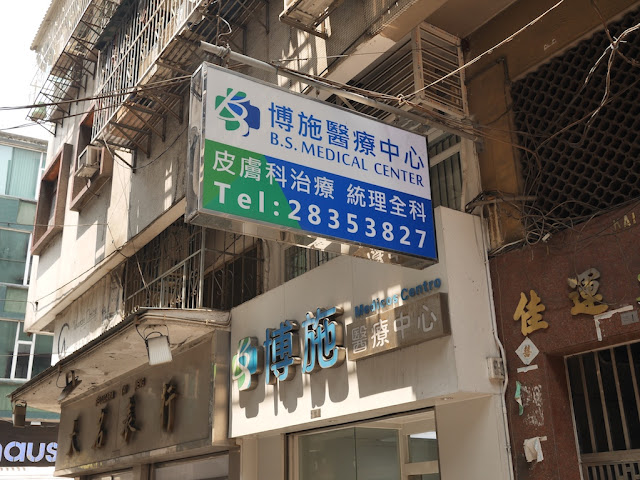 博施醫療中心
B.S. MEDICAL CENTER
皮膚科治療 統理全科
Tel:28353827
博施
Medical Centre
醫療中心
佳運
haus